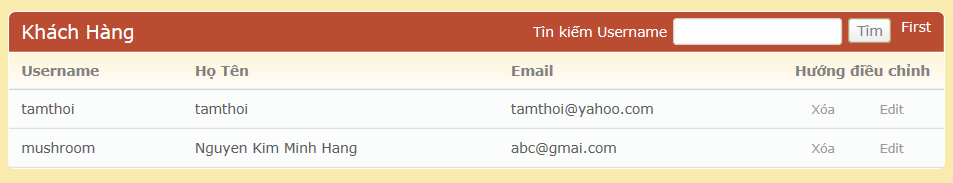 Khách Hàng Tìn kiếm Username Tìm First
Username Họ Tên Email Hướng điều chỉnh
tamthoi tamthoi tamthoi@yahoo.com Xóa Edit
mushroom Nguyen Kim Minh Hang abc@gmai.com Xóa Edit